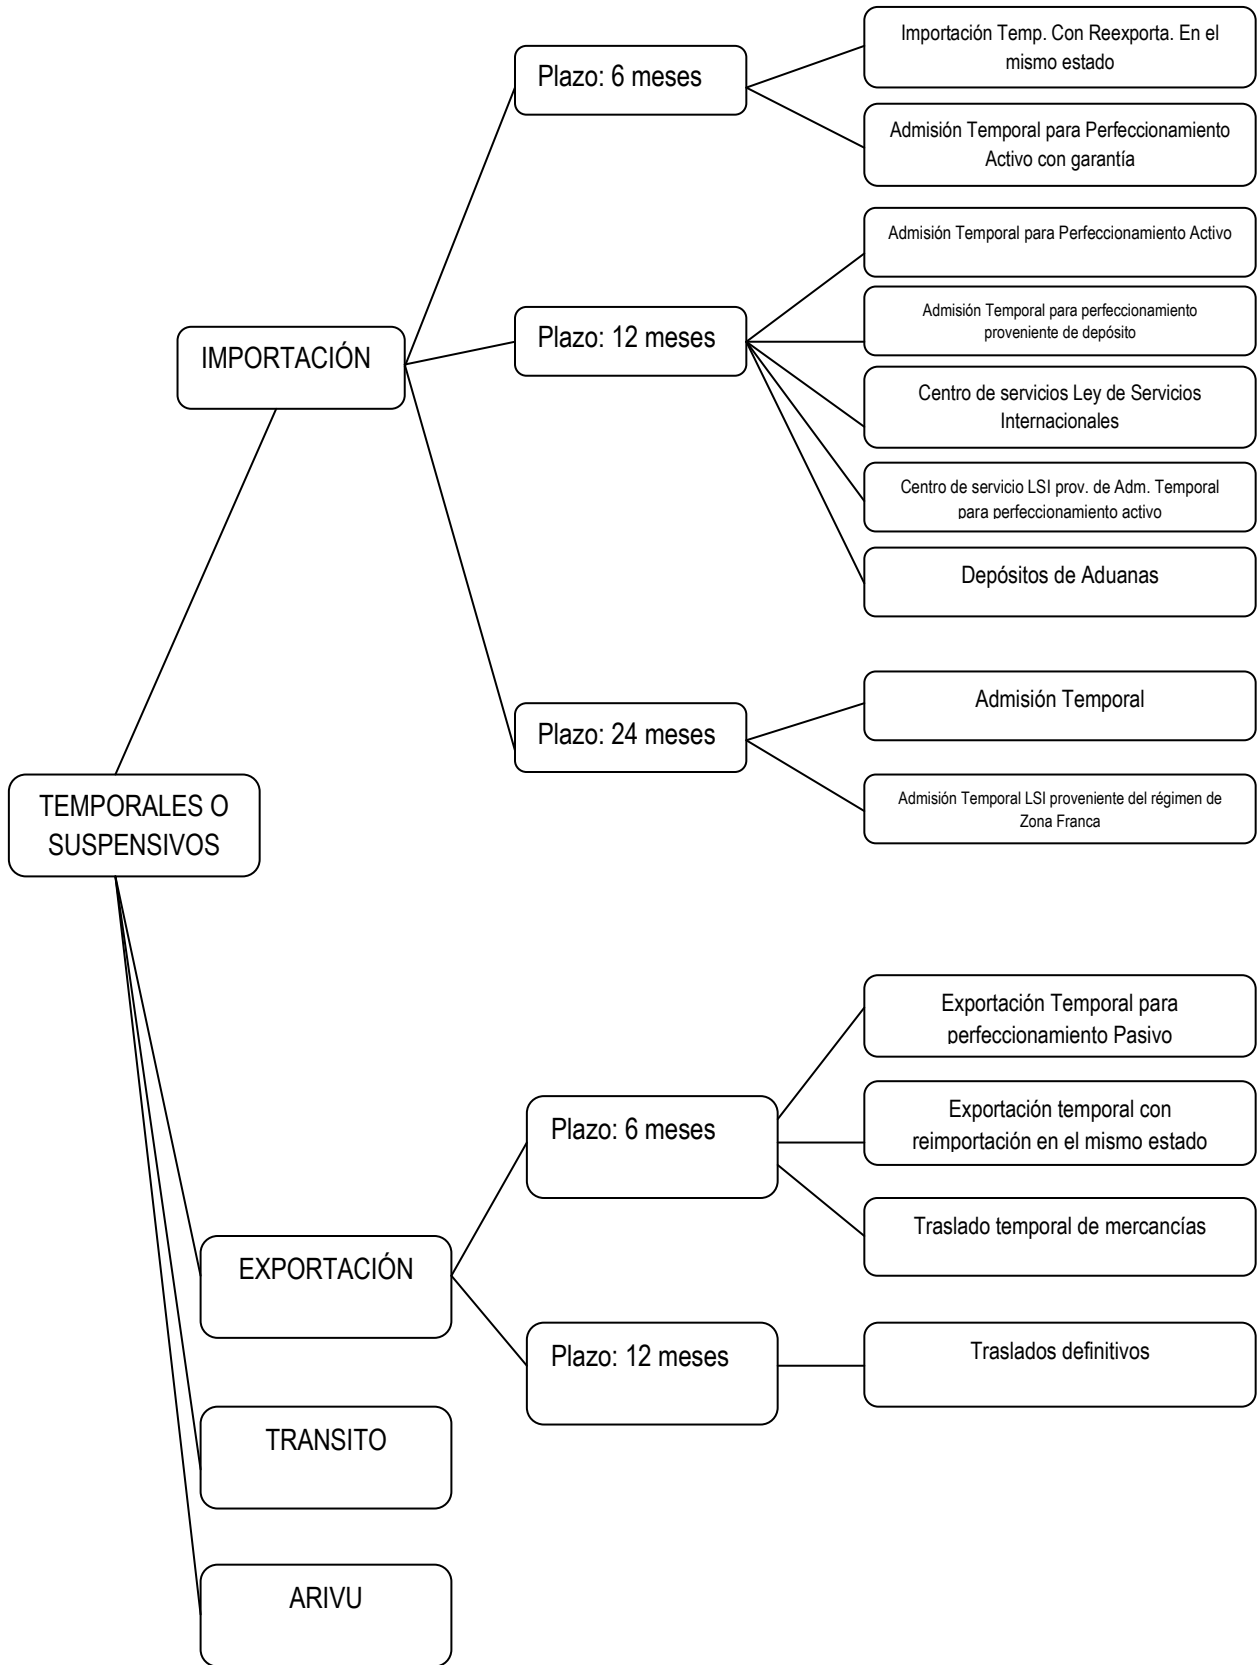 TEMPORALES O
SUSPENSIVOS
IMPORTACIÓN
Plazo: 6 meses
Importación Temp. Con Reexporta. En el
mismo estado
Admisión Temporal para Perfeccionamiento
Activo con garantía
Plazo: 12 meses
Admisión Temporal para Perfeccionamiento Activo
Admisión Temporal para perfeccionamiento
proveniente de depósito
Centro de servicios Ley de Servicios
Internacionales
Centro de servicio LSI prov. de Adm. Temporal
para perfeccionamiento activo
Depósitos de Aduanas
Plazo: 24 meses
Admisión Temporal
Admisión Temporal LSI proveniente del régimen de
Zona Franca
EXPORTACIÓN
Plazo: 6 meses
Exportación Temporal para
perfeccionamiento Pasivo
Exportación temporal con
reimportación en el mismo estado
Traslado temporal de mercancías
Plazo: 12 meses
Traslados definitivos
TRANSITO
ARIVU